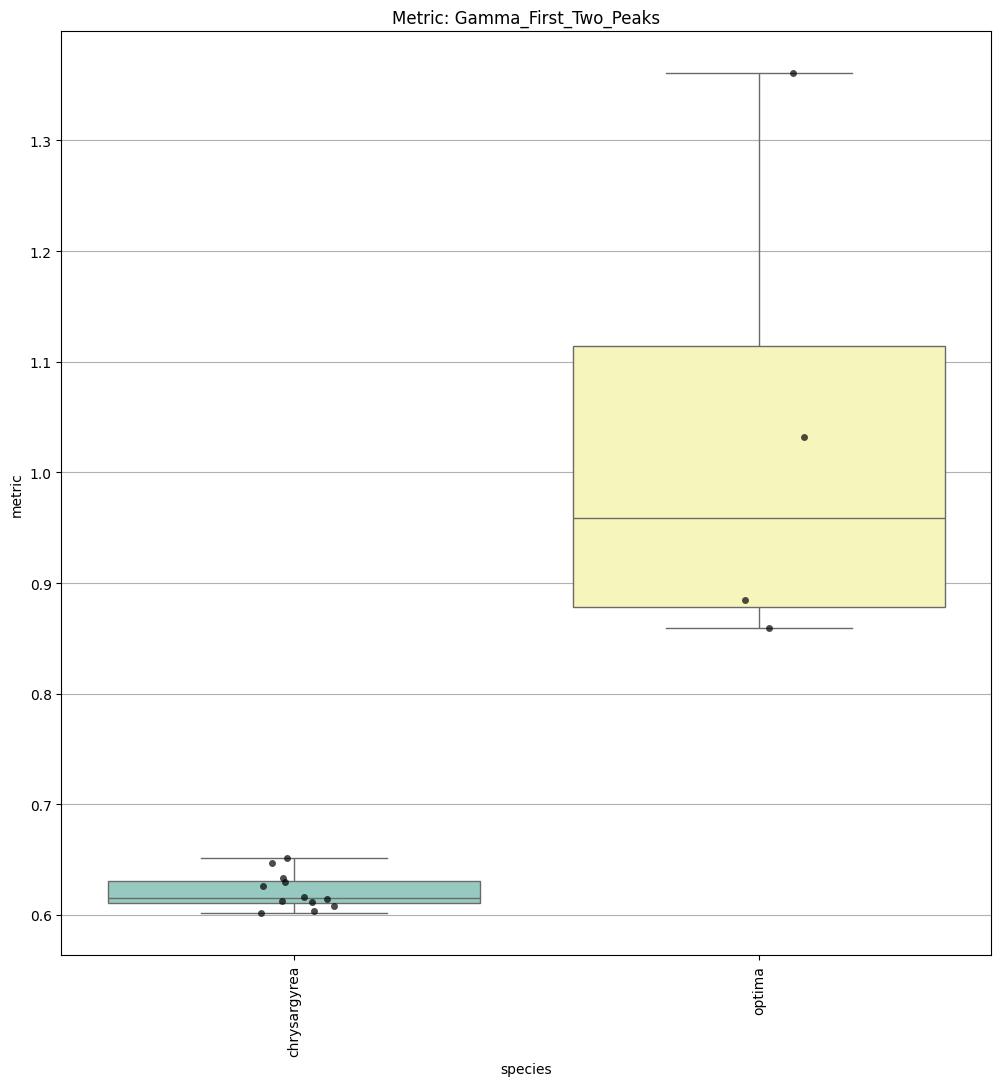 Metric: Gamma_First_Two_Peaks
metric
1.3
1.2
1.1
1.0
0.9
0.8
0.7
0.6
chrysargyrea
optima
species